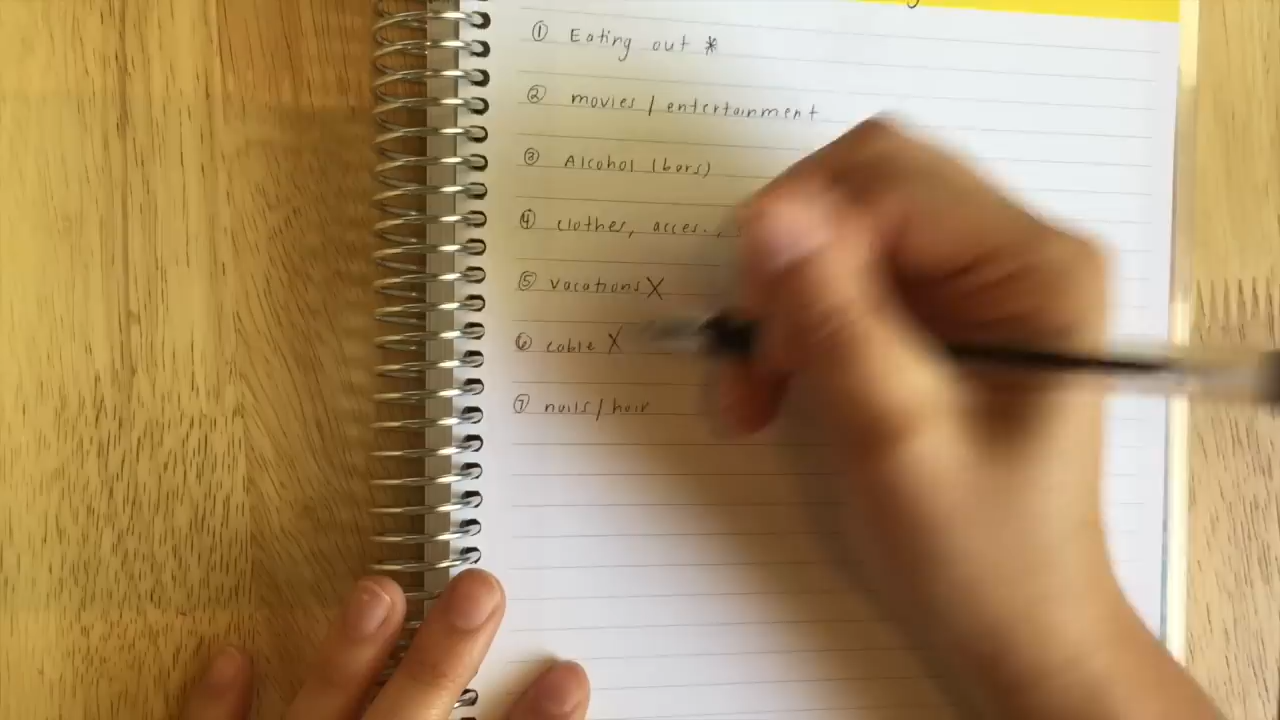 ① Eating out *
② movies / entertainment
③ Alcohol (bars)
④ clothes, acces.,
⑤ vacations X
⑥ cable X
⑦ nails / hair